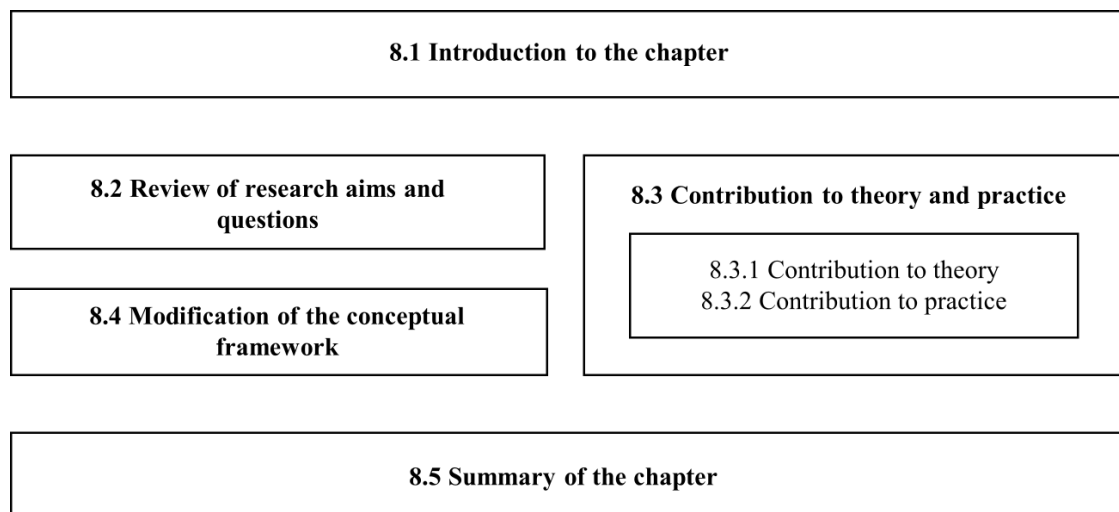 8.1 Introduction to the chapter
8.2 Review of research aims and
questions
8.3 Contribution to theory and practice
8.3.1 Contribution to theory
8.3.2 Contribution to practice
8.4 Modification of the conceptual
framework
8.5 Summary of the chapter